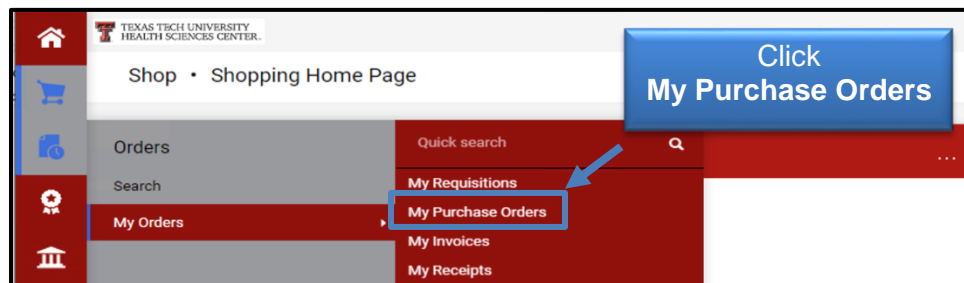 TEXAS TECH UNIVERSITY
HEALTH SCIENCES CENTER.
Shop • Shopping Home Page
Click
My Purchase Orders
Orders
Search
My Orders
Quick search
My Requisitions
My Purchase Orders
My Invoices
My Receipts
...